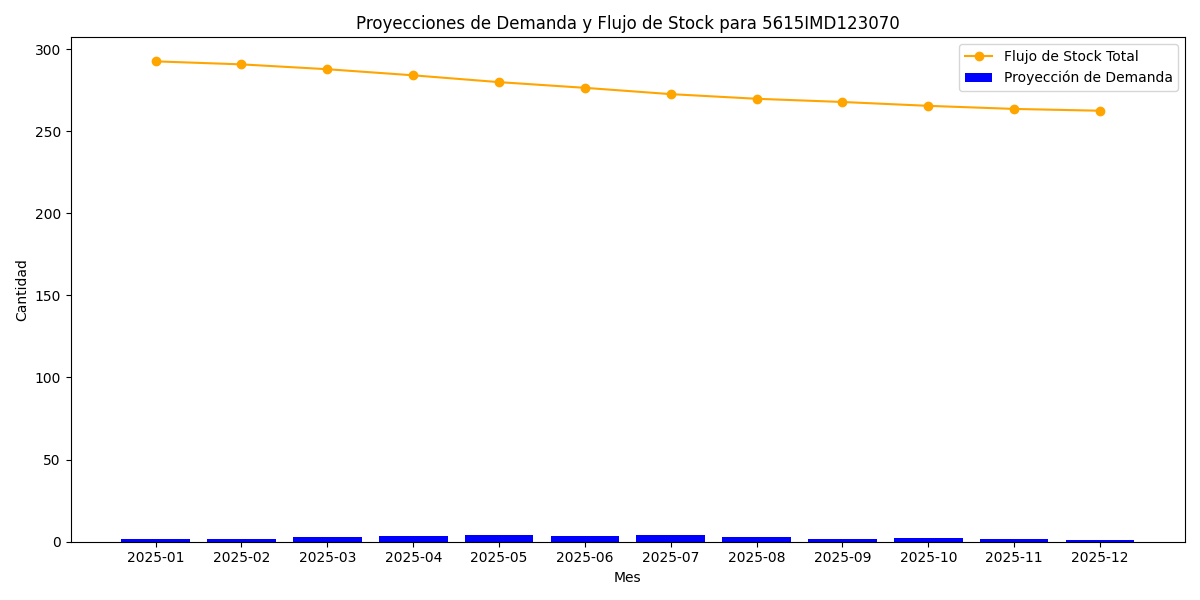 Proyecciones de Demanda y Flujo de Stock para 5615IMD123070
Flujo de Stock Total
Proyección de Demanda
300
250
200
150
100
50
0
Cantidad
2025-01 2025-02 2025-03 2025-04 2025-05 2025-06 2025-07 2025-08 2025-09 2025-10 2025-11 2025-12
Mes